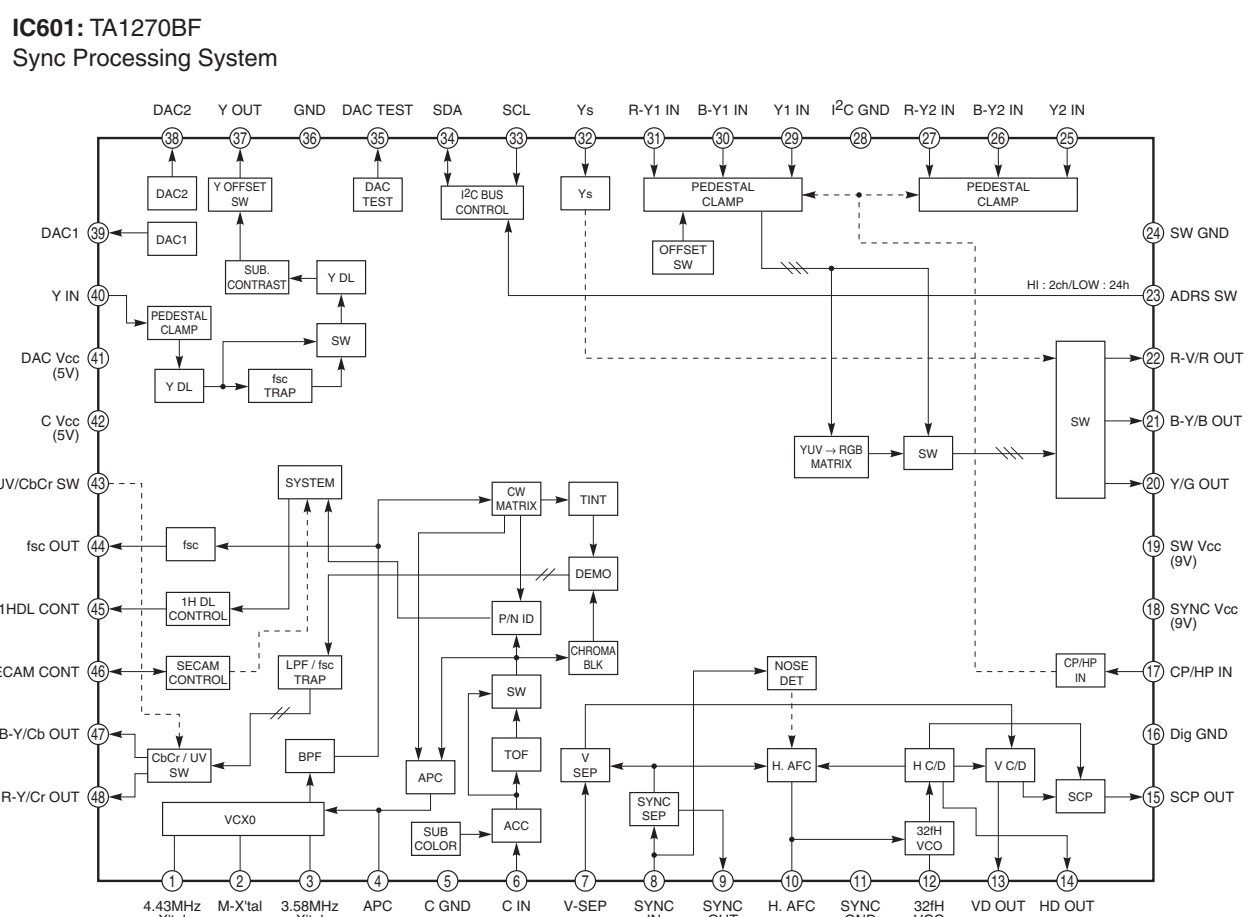 IC601: TA1270BF
Sync Processing System
DAC2 Y OUT GND DAC TEST SDA SCL Ys R-Y1 IN B-Y1 IN Y1 IN I²C GND R-Y2 IN B-Y2 IN Y2 IN
38 37 36 35 34 33 32 31 30 29 28 27 26 25
DAC2
Y OFFSET
SW
DAC
TEST
I²C BUS
CONTROL
Ys
PEDESTAL
CLAMP
PEDESTAL
CLAMP
DAC1 39
DAC1
OFFSET
SW
24 SW GND
SUB.
CONTRAST
Y DL
HI : 2ch/LOW : 24h
23 ADRS SW
Y IN 40
PEDESTAL
CLAMP
SW
DAC Vcc 41
(5V)
Y DL
fsc
TRAP
22 R-V/R OUT
C Vcc 42
(5V)
SW
21 B-Y/B OUT
YUV → RGB
MATRIX
SW
UV/CbCr SW 43
SYSTEM
CW
MATRIX
TINT
20 Y/G OUT
fsc OUT 44
fsc
19 SW Vcc
(9V)
DEMO
1HDL CONT 45
1H DL
CONTROL
P/N ID
18 SYNC Vcc
(9V)
ECAM CONT 46
SECAM
CONTROL
LPF / fsc
TRAP
CHROMA
BLK
NOSE
DET
CP/HP
IN
17 CP/HP IN
SW
B-Y/Cb OUT 47
CbCr / UV
SW
BPF
TOF
V
SEP
H. AFC
H C/D
V C/D
16 Dig GND
APC
R-Y/Cr OUT 48
VCX0
SYNC
SEP
SCP
15 SCP OUT
SUB
COLOR
ACC
32fH
VCO
1 2 3 4 5 6 7 8 9 10 11 12 13 14
4.43MHz M-X'tal 3.58MHz APC C GND C IN V-SEP SYNC SYNC H. AFC SYNC 32fH VD OUT HD OUT
X'tal X'tal IN OUT GND VCO